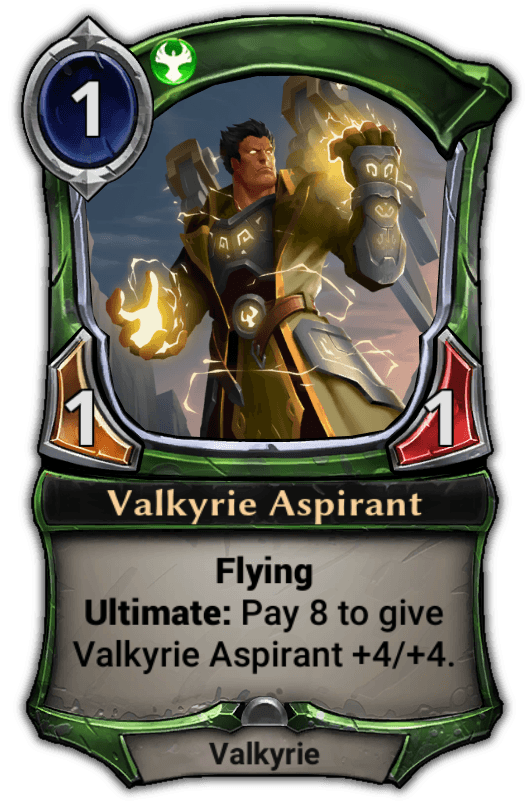 1
1
1
Valkyrie Aspirant
Flying
Ultimate: Pay 8 to give
Valkyrie Aspirant +4/+4.
Valkyrie